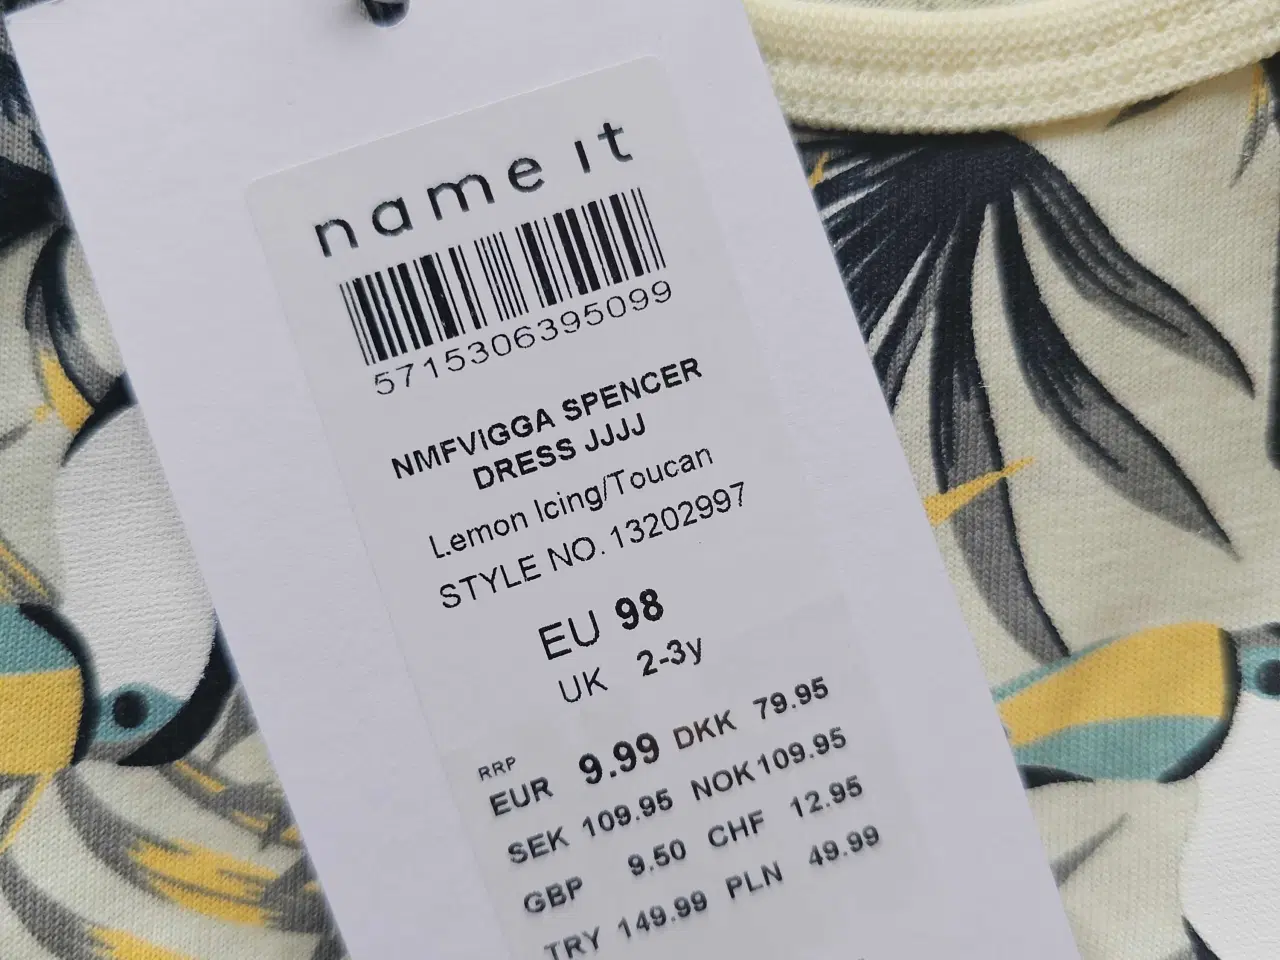 name it
5715306395099
NMFVIGGA SPENCER
DRESS JJJJ
Lemon Icing/Toucan
STYLE NO. 13202997
EU 98
UK 2-3y
RRP
EUR 9.99 DKK 79.95
SEK 109.95 NOK 109.95
GBP 9.50 CHF 12.95
TRY 149.99 PLN 49.99